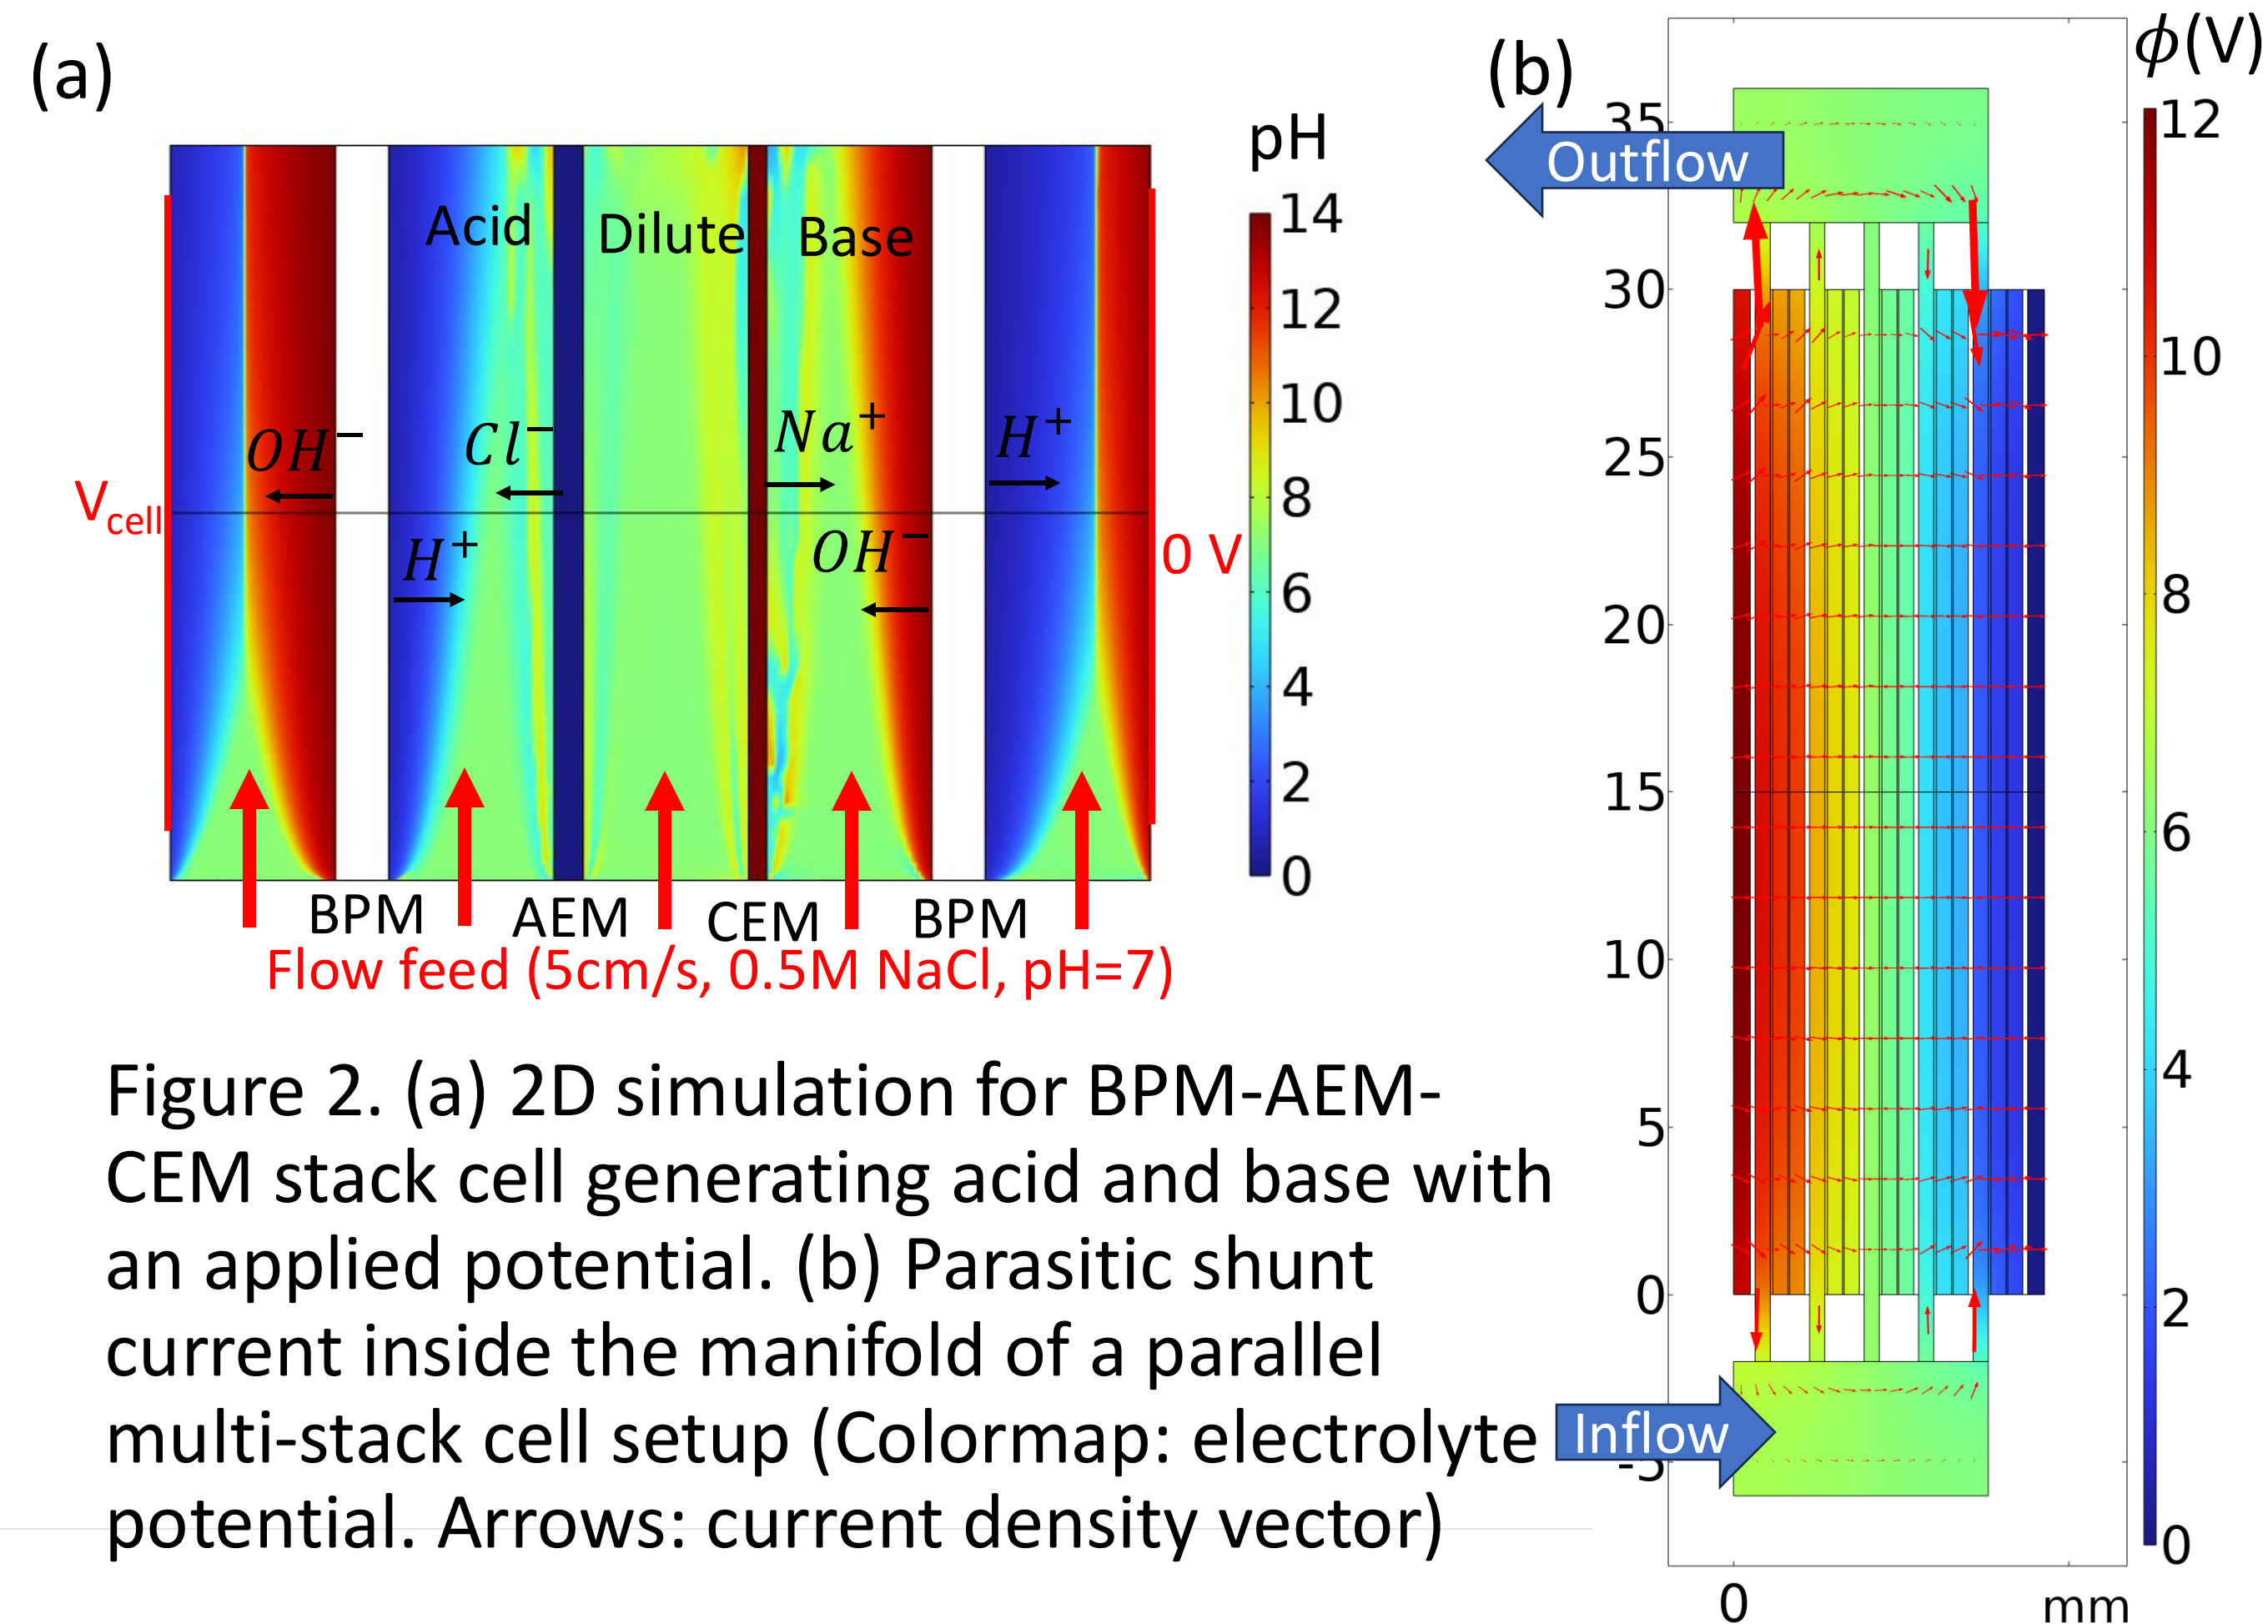 (a)
pH
14
12
10
8
6
4
2
0
Acid
Dilute
Base
OH⁻
Cl⁻
Na⁺
H⁺
H⁺
OH⁻
V_cell
0 V
BPM
AEM
CEM
BPM
Flow feed (5cm/s, 0.5M NaCl, pH=7)
Figure 2. (a) 2D simulation for BPM-AEM-
CEM stack cell generating acid and base with
an applied potential. (b) Parasitic shunt
current inside the manifold of a parallel
multi-stack cell setup (Colormap: electrolyte
potential. Arrows: current density vector)
(b)
ϕ(V)
Outflow
35
30
25
20
15
10
5
0
-5
Inflow
0
mm
12
10
8
6
4
2
0